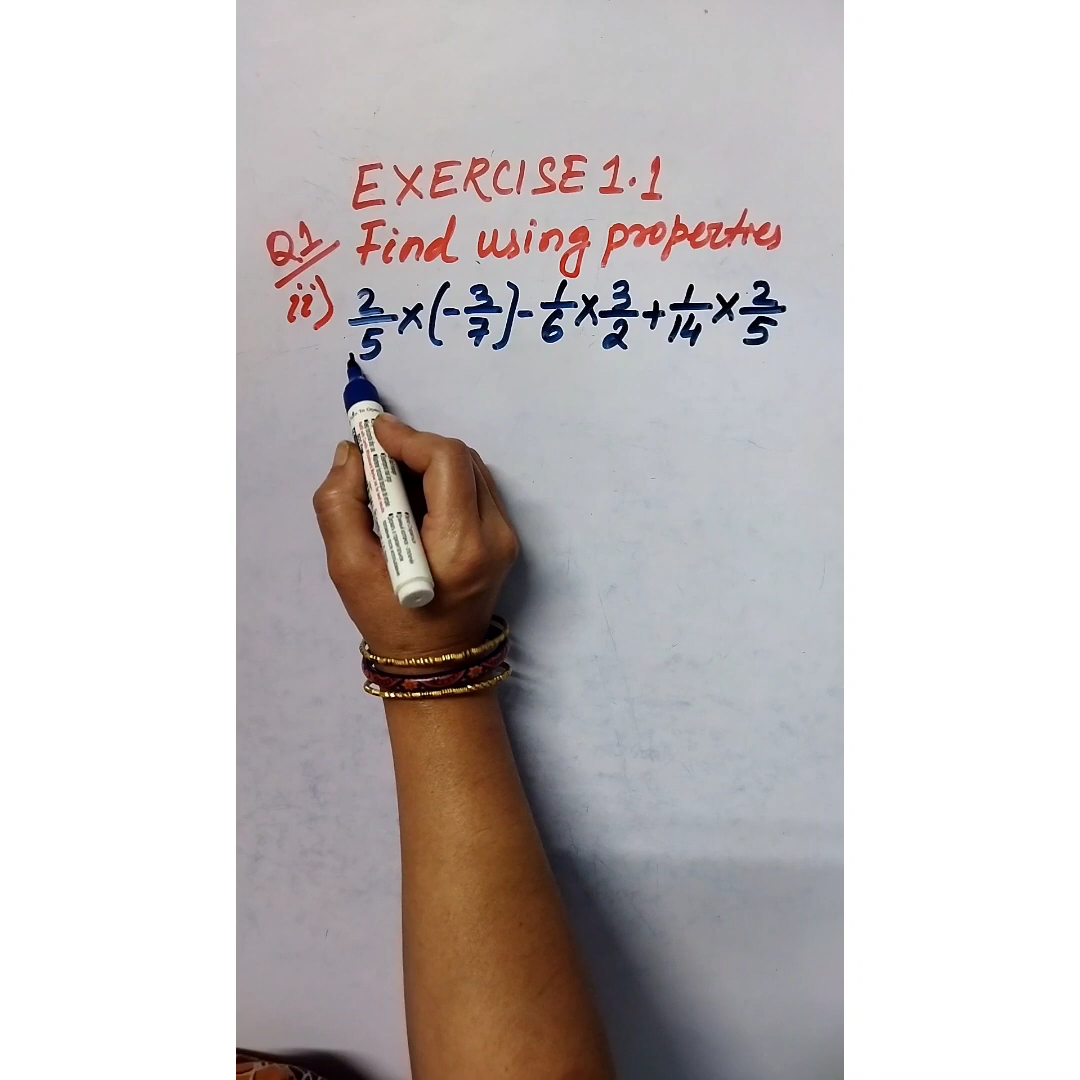 EXERCISE 1.1
Q1 Find using properties
ii) 2/5 × (-3/7) - 1/6 × 3/2 + 1/14 × 2/5